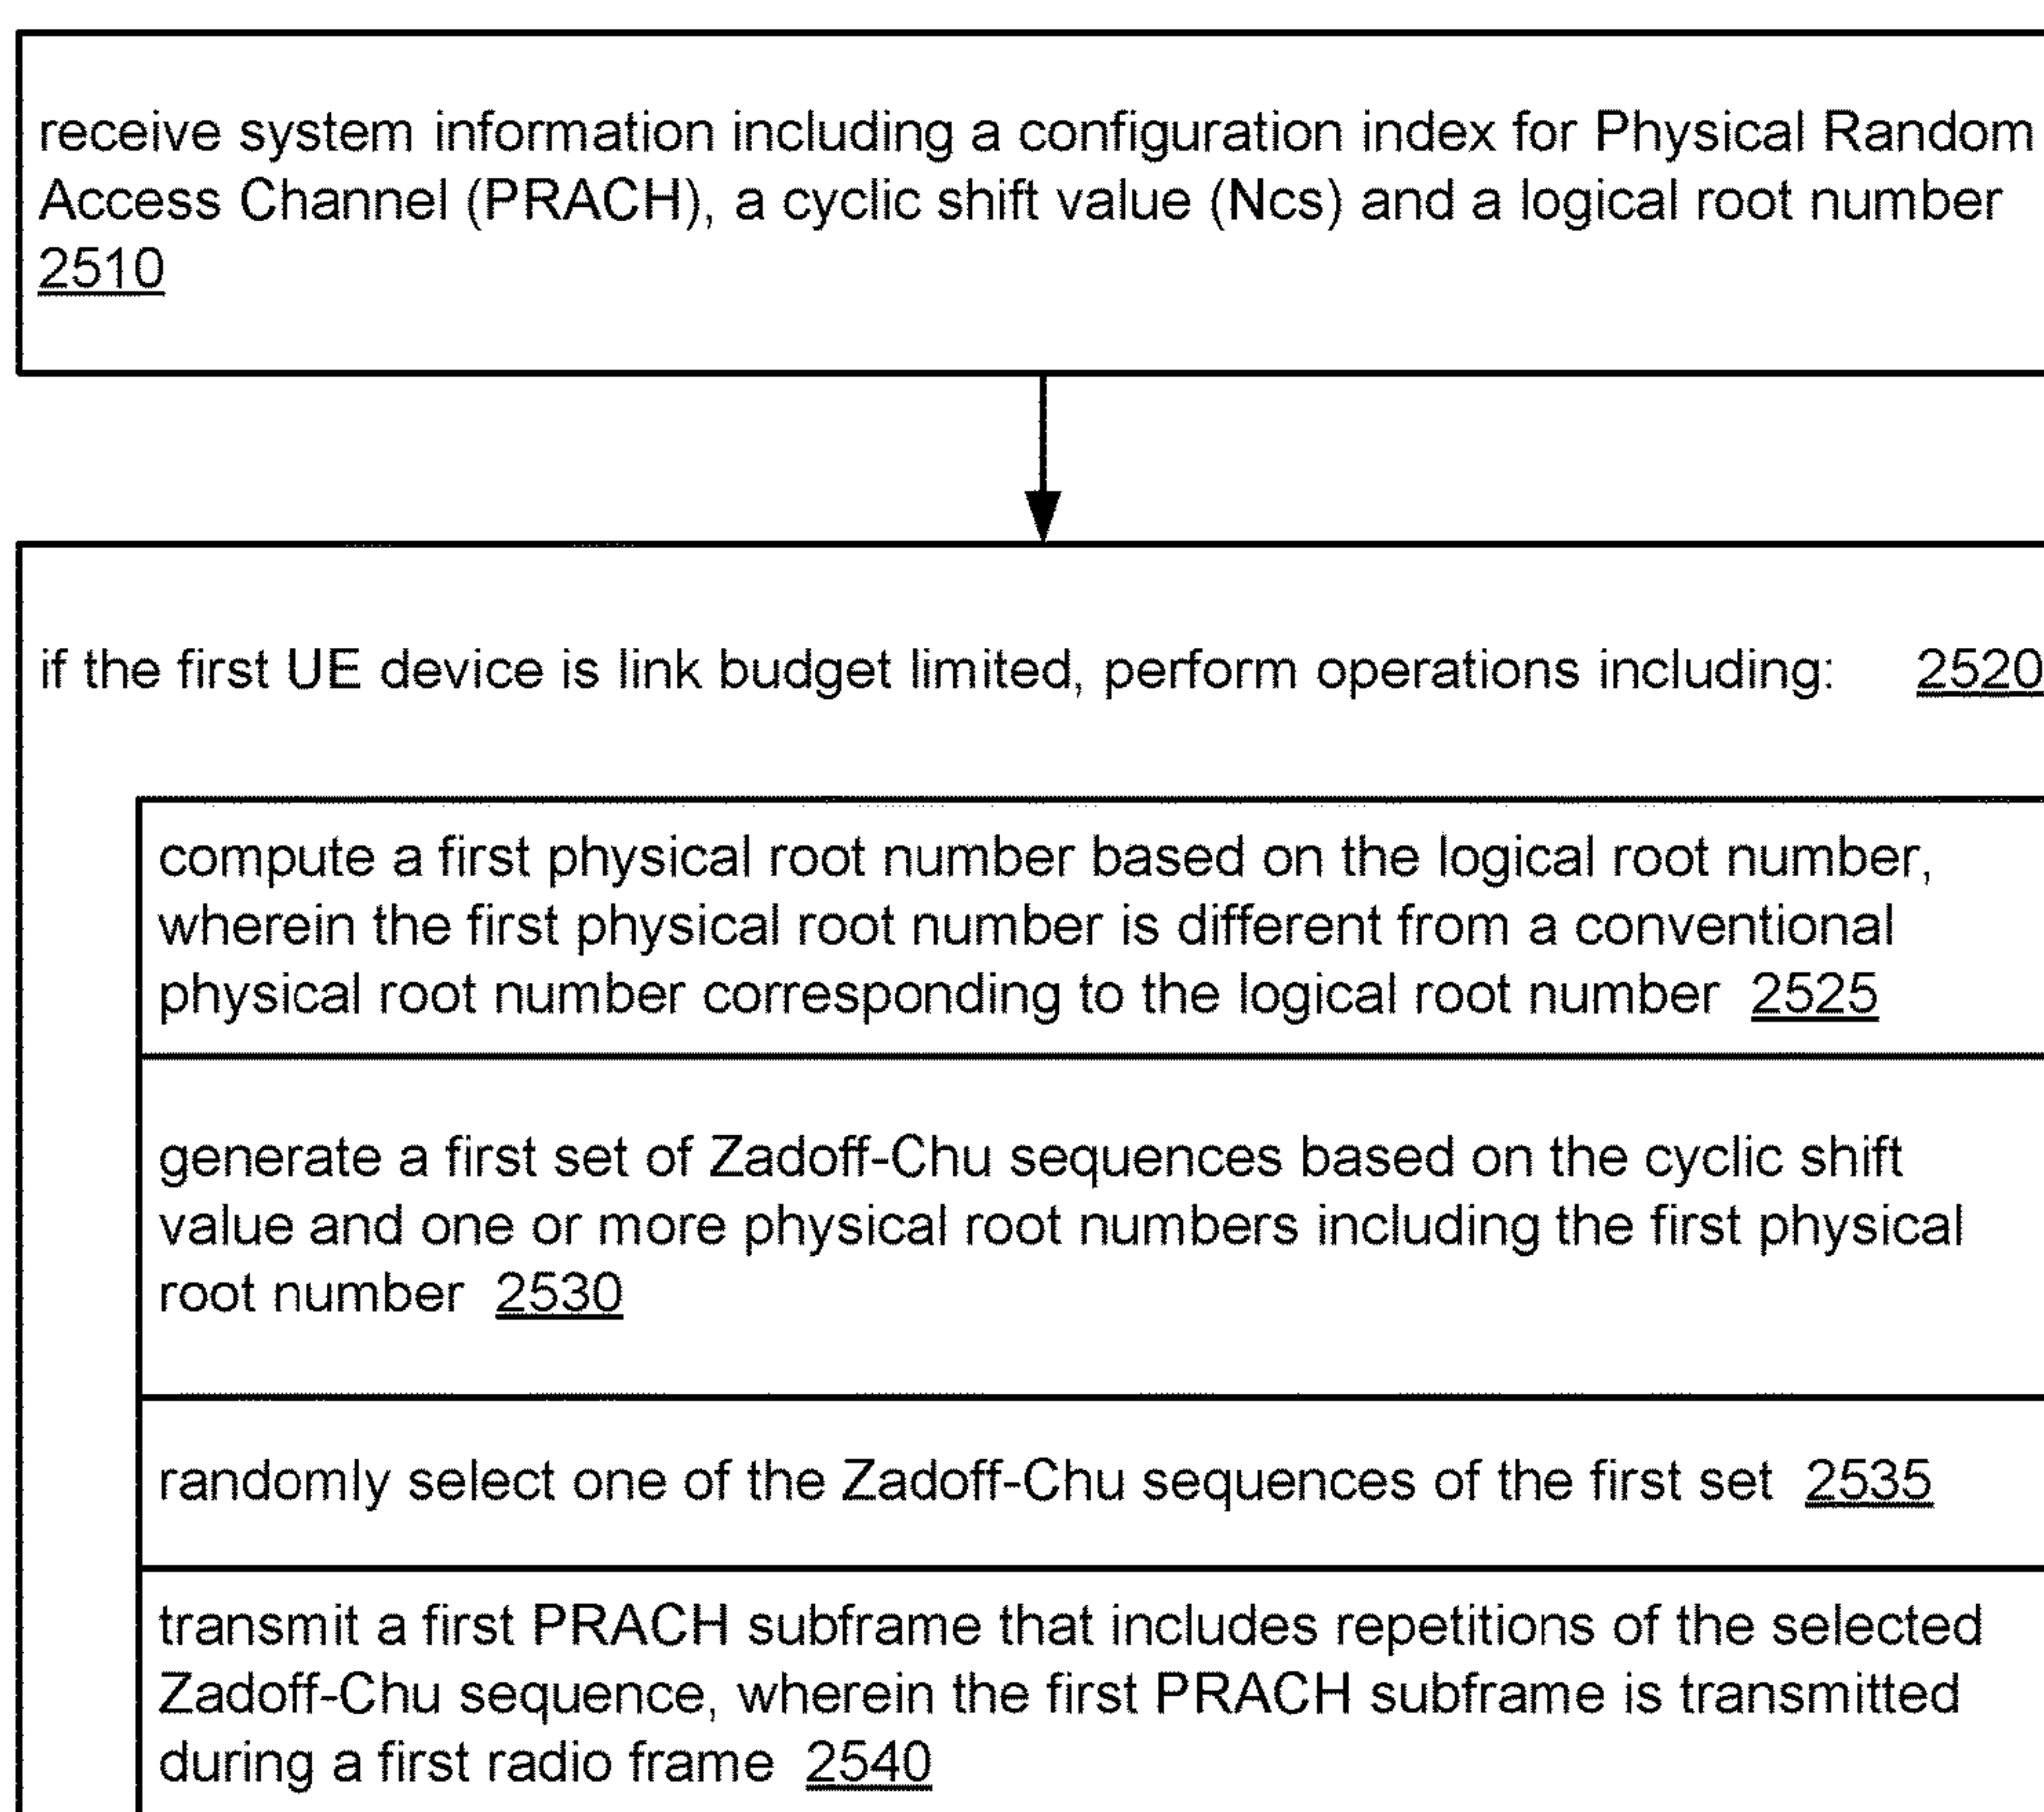 receive system information including a configuration index for Physical Random
Access Channel (PRACH), a cyclic shift value (Ncs) and a logical root number
2510
if the first UE device is link budget limited, perform operations including: 2520
compute a first physical root number based on the logical root number,
wherein the first physical root number is different from a conventional
physical root number corresponding to the logical root number 2525
generate a first set of Zadoff-Chu sequences based on the cyclic shift
value and one or more physical root numbers including the first physical
root number 2530
randomly select one of the Zadoff-Chu sequences of the first set 2535
transmit a first PRACH subframe that includes repetitions of the selected
Zadoff-Chu sequence, wherein the first PRACH subframe is transmitted
during a first radio frame 2540